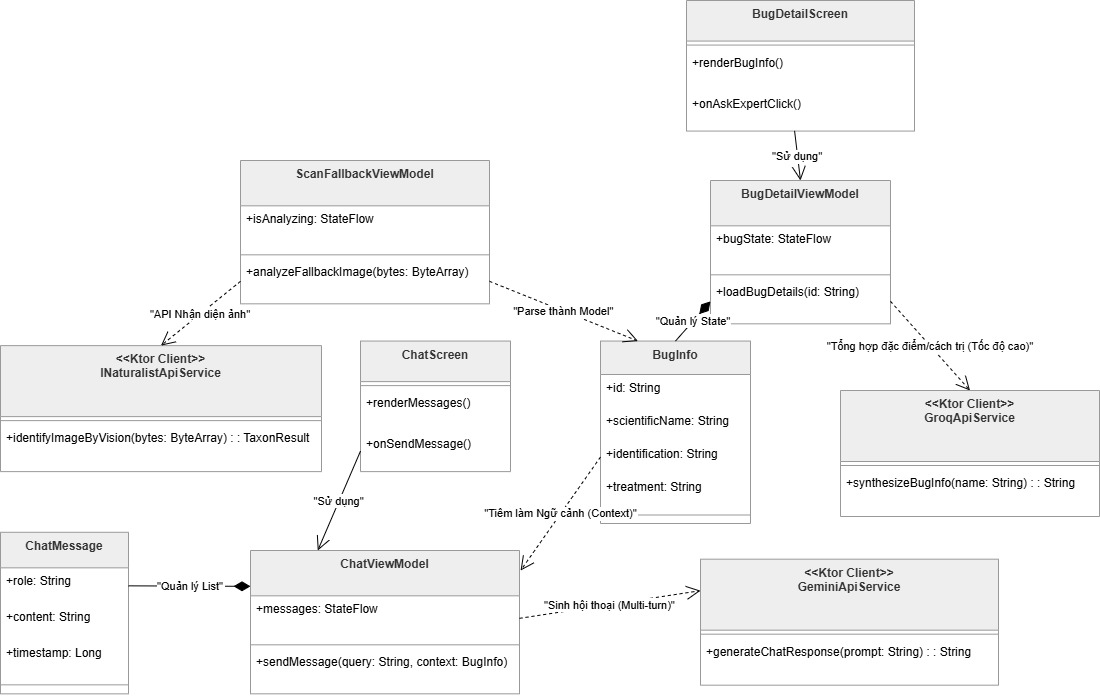 BugDetailScreen
+renderBugInfo()
+onAskExpertClick()
"Sử dụng"
ScanFallbackViewModel
+isAnalyzing: StateFlow
+analyzeFallbackImage(bytes: ByteArray)
BugDetailViewModel
+bugState: StateFlow
+loadBugDetails(id: String)
"API Nhận diện ảnh"
"Parse thành Model"
"Quản lý State"
"Tổng hợp đặc điểm/cách trị (Tốc độ cao)"
<<Ktor Client>>
INaturalistApiService
+identifyImageByVision(bytes: ByteArray) : : TaxonResult
ChatScreen
+renderMessages()
+onSendMessage()
BugInfo
+id: String
+scientificName: String
+identification: String
+treatment: String
<<Ktor Client>>
GroqApiService
+synthesizeBugInfo(name: String) : : String
"Sử dụng"
"Tiêm làm Ngữ cảnh (Context)"
ChatMessage
+role: String
+content: String
+timestamp: Long
"Quản lý List"
ChatViewModel
+messages: StateFlow
+sendMessage(query: String, context: BugInfo)
"Sinh hội thoại (Multi-turn)"
<<Ktor Client>>
GeminiApiService
+generateChatResponse(prompt: String) : : String